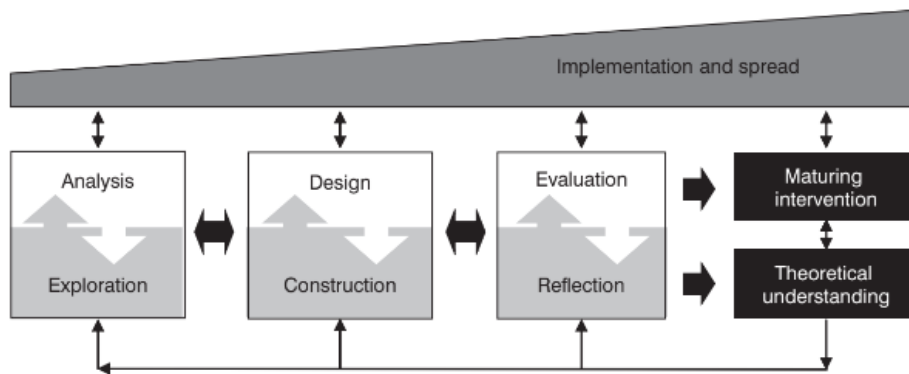 Implementation and spread
Analysis
Exploration
Design
Construction
Evaluation
Reflection
Maturing
intervention
Theoretical
understanding